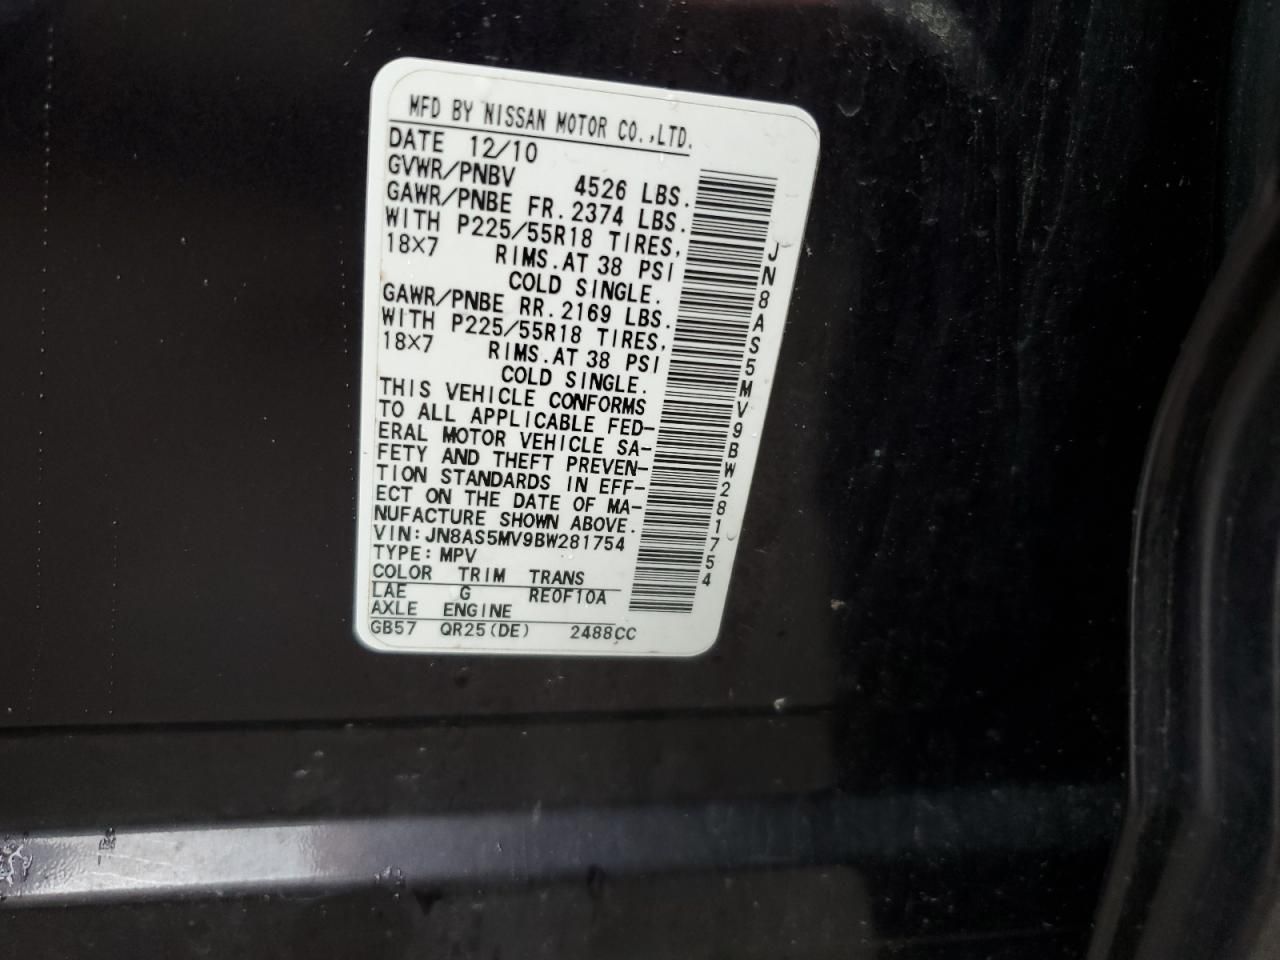 MFD BY NISSAN MOTOR CO.,LTD.
DATE 12/10
GVWR/PNBV 4526 LBS.
GAWR/PNBE FR. 2374 LBS.
WITH P225/55R18 TIRES,
18X7 RIMS.AT 38 PSI
COLD SINGLE.
GAWR/PNBE RR. 2169 LBS.
WITH P225/55R18 TIRES,
18X7 RIMS.AT 38 PSI
COLD SINGLE.
THIS VEHICLE CONFORMS
TO ALL APPLICABLE FED-
ERAL MOTOR VEHICLE SA-
FETY AND THEFT PREVEN-
TION STANDARDS IN EFF-
ECT ON THE DATE OF MA-
NUFACTURE SHOWN ABOVE.
VIN:JN8AS5MV9BW281754
TYPE:MPV
COLOR TRIM TRANS
LAE G RE0F10A
AXLE ENGINE
GB57 QR25(DE) 2488CC
JN8AS5MV9BW281754